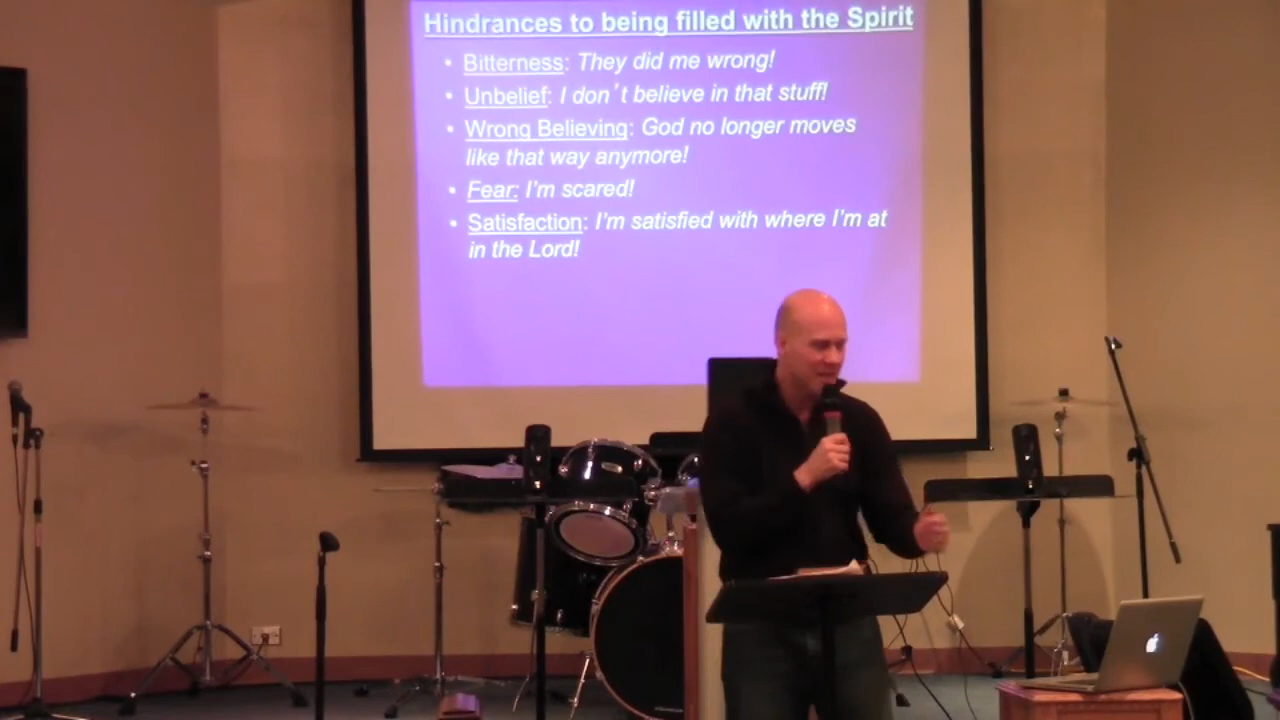 Hindrances to being filled with the Spirit
• Bitterness: They did me wrong!
• Unbelief: I don't believe in that stuff!
• Wrong Believing: God no longer moves
like that way anymore!
• Fear: I'm scared!
• Satisfaction: I'm satisfied with where I'm at
in the Lord!